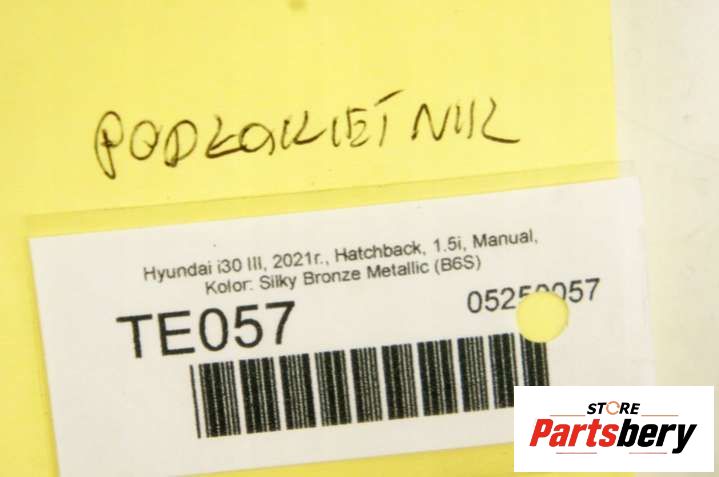 PODŁOKIETNIK
Hyundai i30 III, 2021r., Hatchback, 1.5i, Manual,
Kolor: Silky Bronze Metallic (B6S)
TE057
STORE
Partsbery